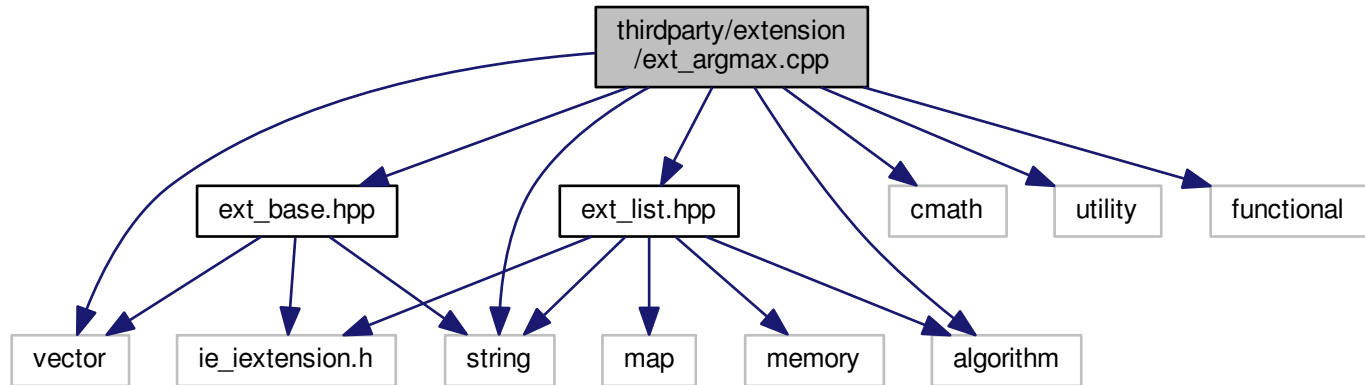 thirdparty/extension
/ext_argmax.cpp
ext_base.hpp
ext_list.hpp
cmath
utility
functional
vector
ie_iextension.h
string
map
memory
algorithm